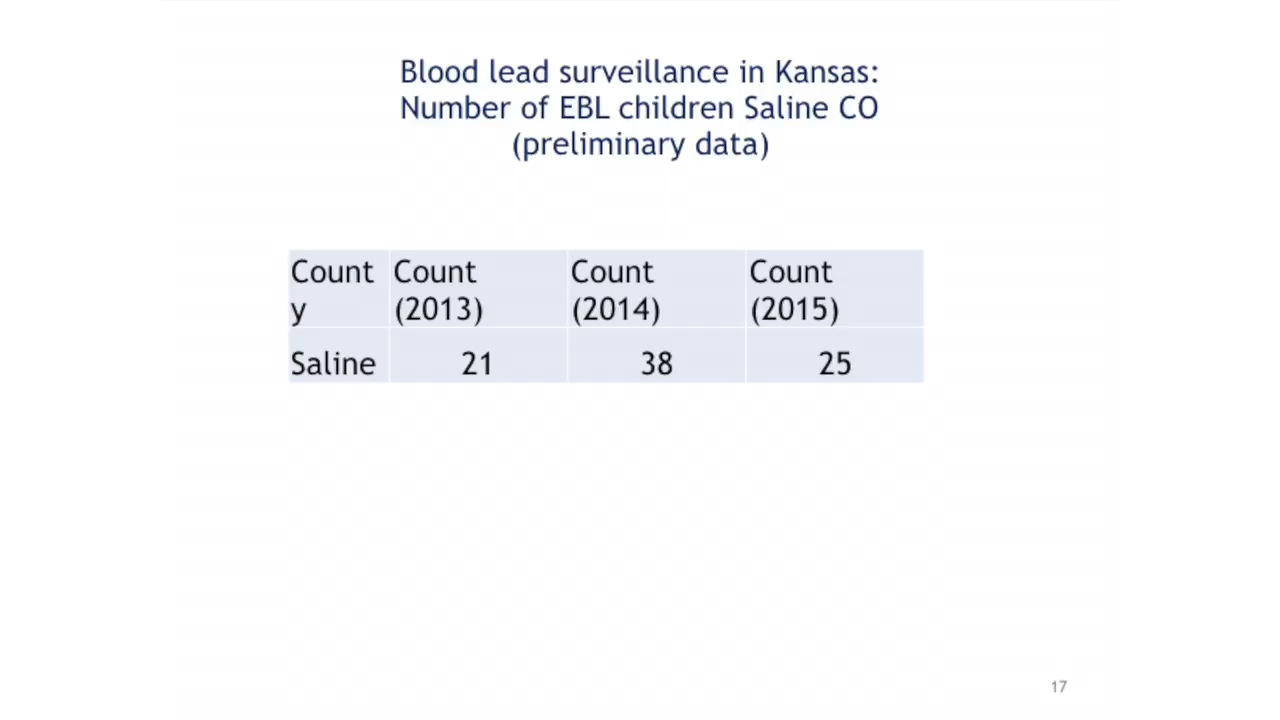 Blood lead surveillance in Kansas:
Number of EBL children Saline CO
(preliminary data)
Count Count Count Count
y (2013) (2014) (2015)
Saline 21 38 25
17